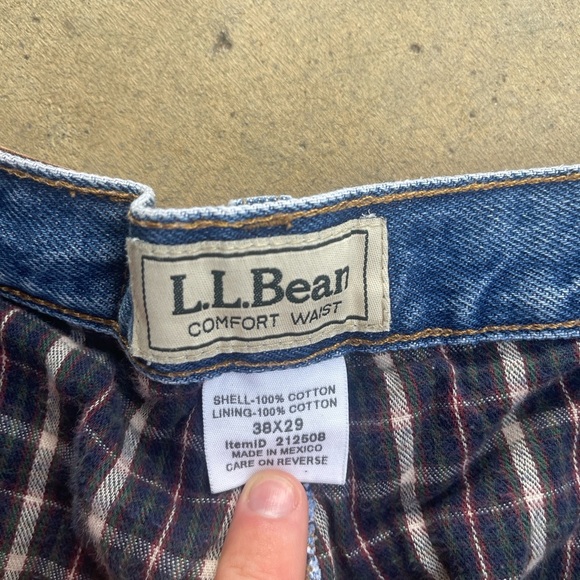 L.L.Bean
COMFORT WAIST
SHELL-100% COTTON
LINING-100% COTTON
38X29
ItemID 212508
MADE IN MEXICO
CARE ON REVERSE